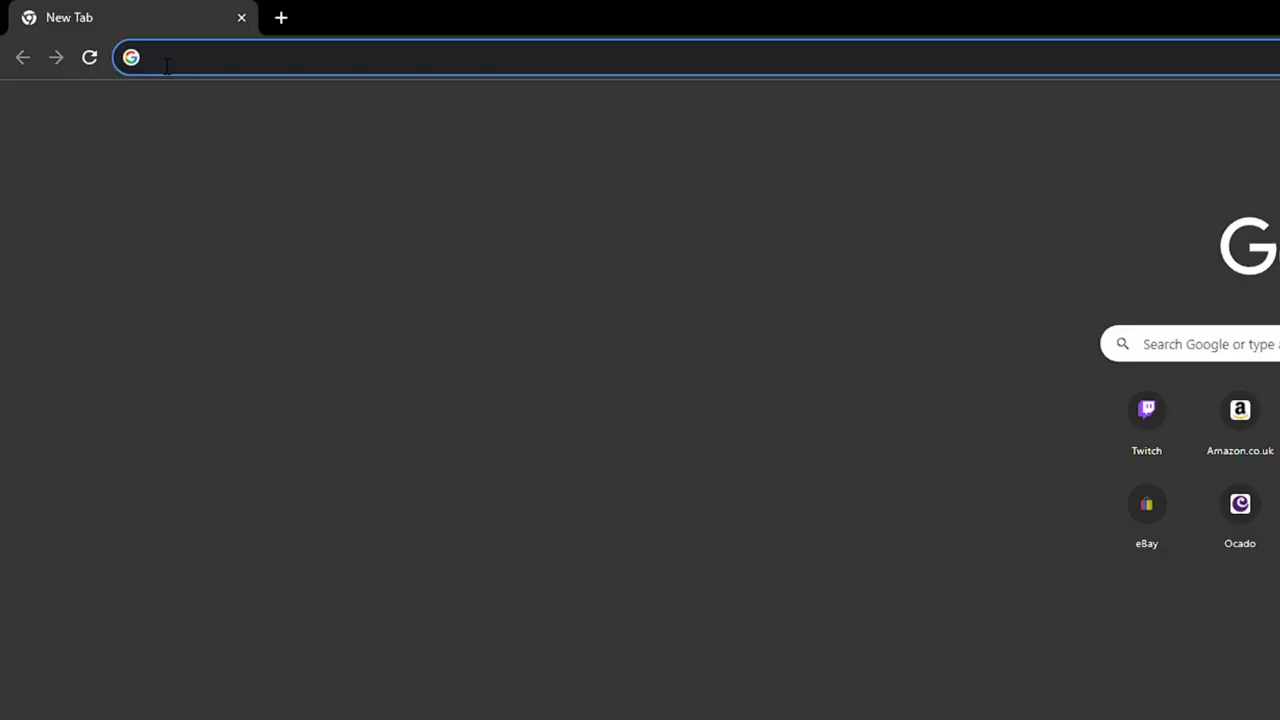 New Tab
G
Search Google or type
Twitch
Amazon.co.uk
eBay
Ocado